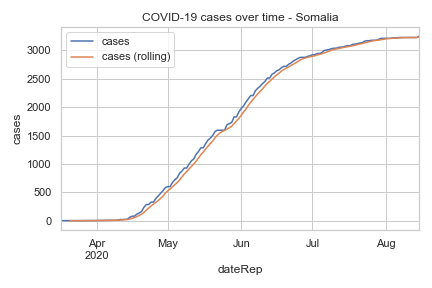 COVID-19 cases over time - Somalia
cases
cases (rolling)
3000
2500
2000
1500
1000
500
0
cases
Apr
2020
May
Jun
Jul
Aug
dateRep